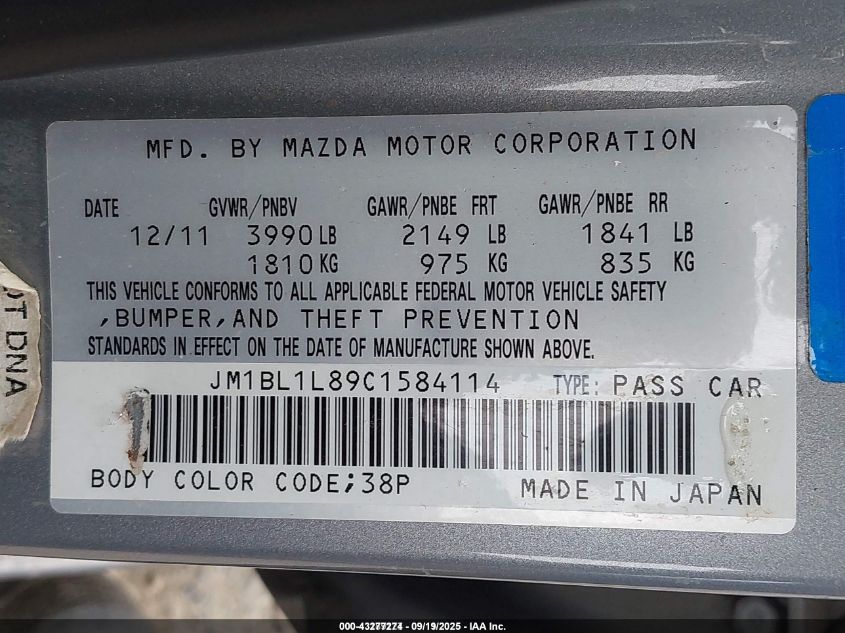 MFD. BY MAZDA MOTOR CORPORATION
DATE GVWR/PNBV GAWR/PNBE FRT GAWR/PNBE RR
12/11 3990 LB 2149 LB 1841 LB
1810 KG 975 KG 835 KG
THIS VEHICLE CONFORMS TO ALL APPLICABLE FEDERAL MOTOR VEHICLE SAFETY
,BUMPER,AND THEFT PREVENTION
STANDARDS IN EFFECT ON THE DATE OF MANUFACTURE SHOWN ABOVE.
JM1BL1L89C1584114 TYPE: PASS CAR
BODY COLOR CODE;38P MADE IN JAPAN
OT DNA
09/19/2025 - IAA Inc.